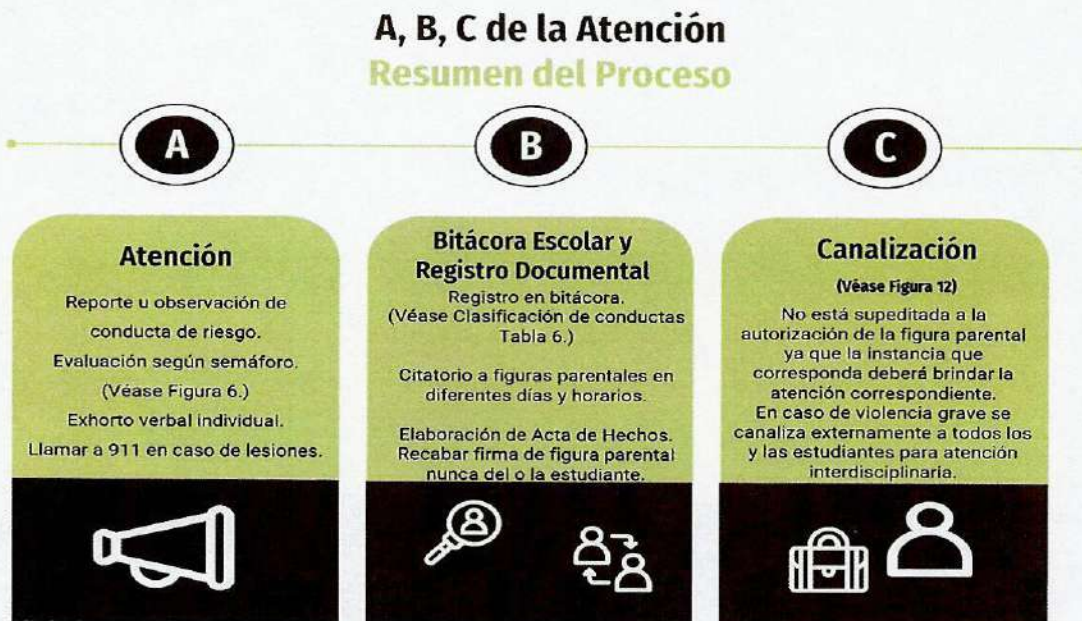 A, B, C de la Atención
Resumen del Proceso
A
B
C
Atención
Reporte u observación de
conducta de riesgo.
Evaluación según semáforo.
(Véase Figura 6.)
Exhorto verbal individual.
Llamar a 911 en caso de lesiones.
Bitácora Escolar y
Registro Documental
Registro en bitácora.
(Véase Clasificación de conductas
Tabla 6.)
Citatorio a figuras parentales en
diferentes días y horarios.
Elaboración de Acta de Hechos.
Recabar firma de figura parental
nunca del o la estudiante.
Canalización
(Véase Figura 12)
No está supeditada a la
autorización de la figura parental
ya que la instancia que
corresponda deberá brindar la
atención correspondiente.
En caso de violencia grave se
canaliza externamente a todos los
y las estudiantes para atención
interdisciplinaria.